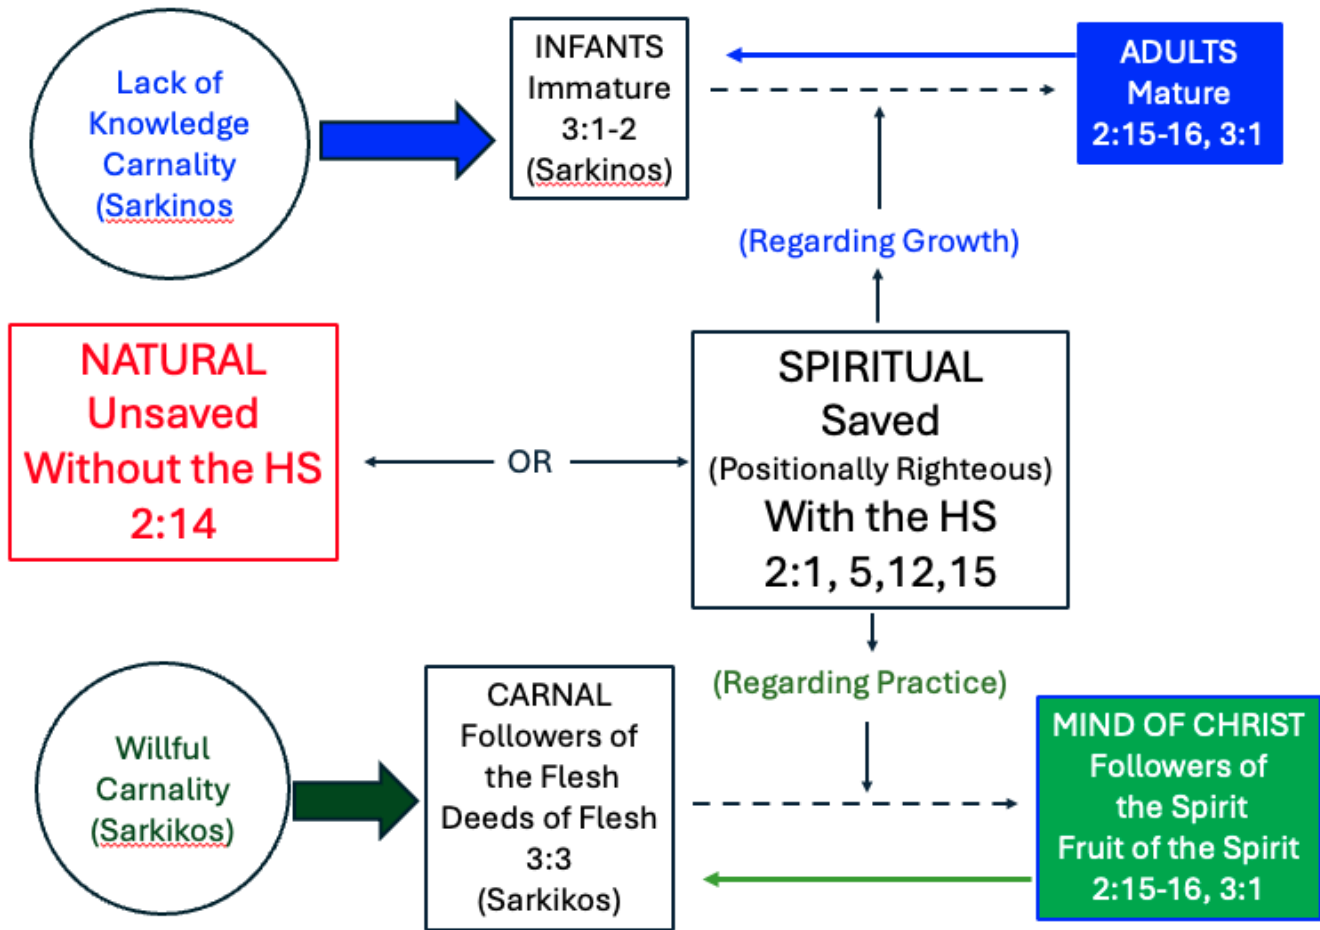 Lack of
Knowledge
Carnality
(Sarkinos
INFANTS
Immature
3:1-2
(Sarkinos)
ADULTS
Mature
2:15-16, 3:1
(Regarding Growth)
NATURAL
Unsaved
Without the HS
2:14
OR
SPIRITUAL
Saved
(Positionally Righteous)
With the HS
2:1, 5,12,15
(Regarding Practice)
Willful
Carnality
(Sarkikos)
CARNAL
Followers of
the Flesh
Deeds of Flesh
3:3
(Sarkikos)
MIND OF CHRIST
Followers of
the Spirit
Fruit of the Spirit
2:15-16, 3:1